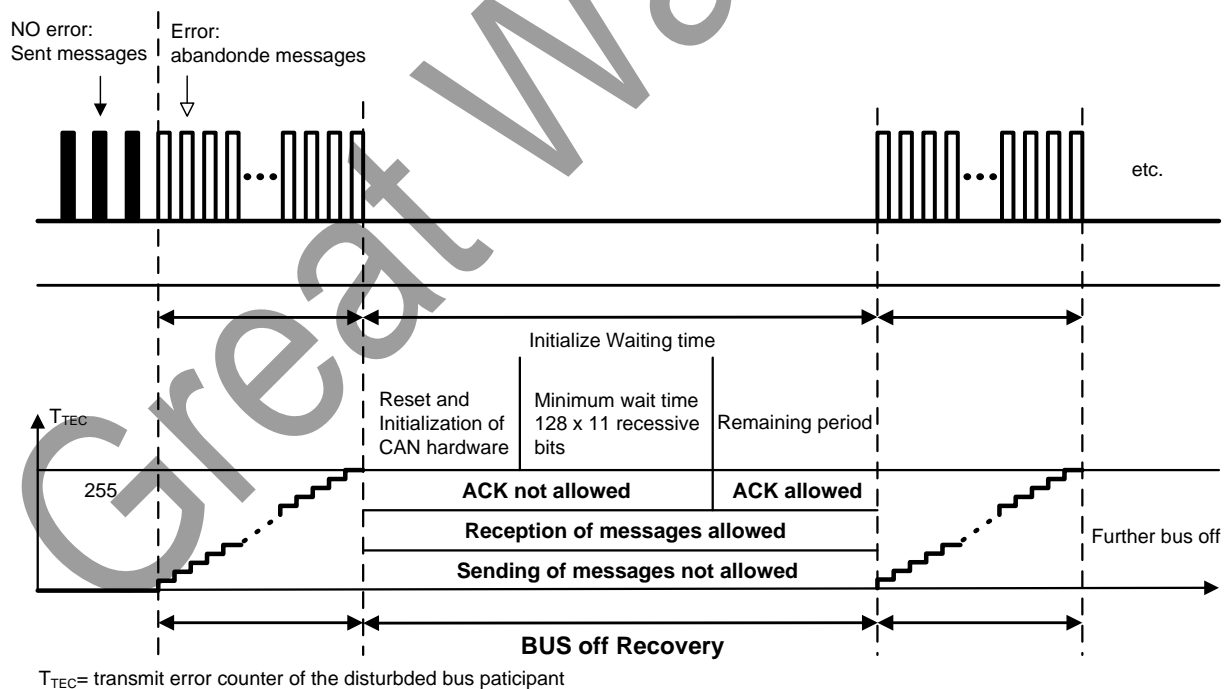 NO error:
Sent messages
Error:
abandonde messages
etc.
Initialize Waiting time
Reset and
Initialization of
CAN hardware
Minimum wait time
128 x 11 recessive
bits
Remaining period
TTEC
255
ACK not allowed
ACK allowed
Reception of messages allowed
Sending of messages not allowed
Further bus off
BUS off Recovery
TTEC= transmit error counter of the disturbded bus paticipant
Great Wa